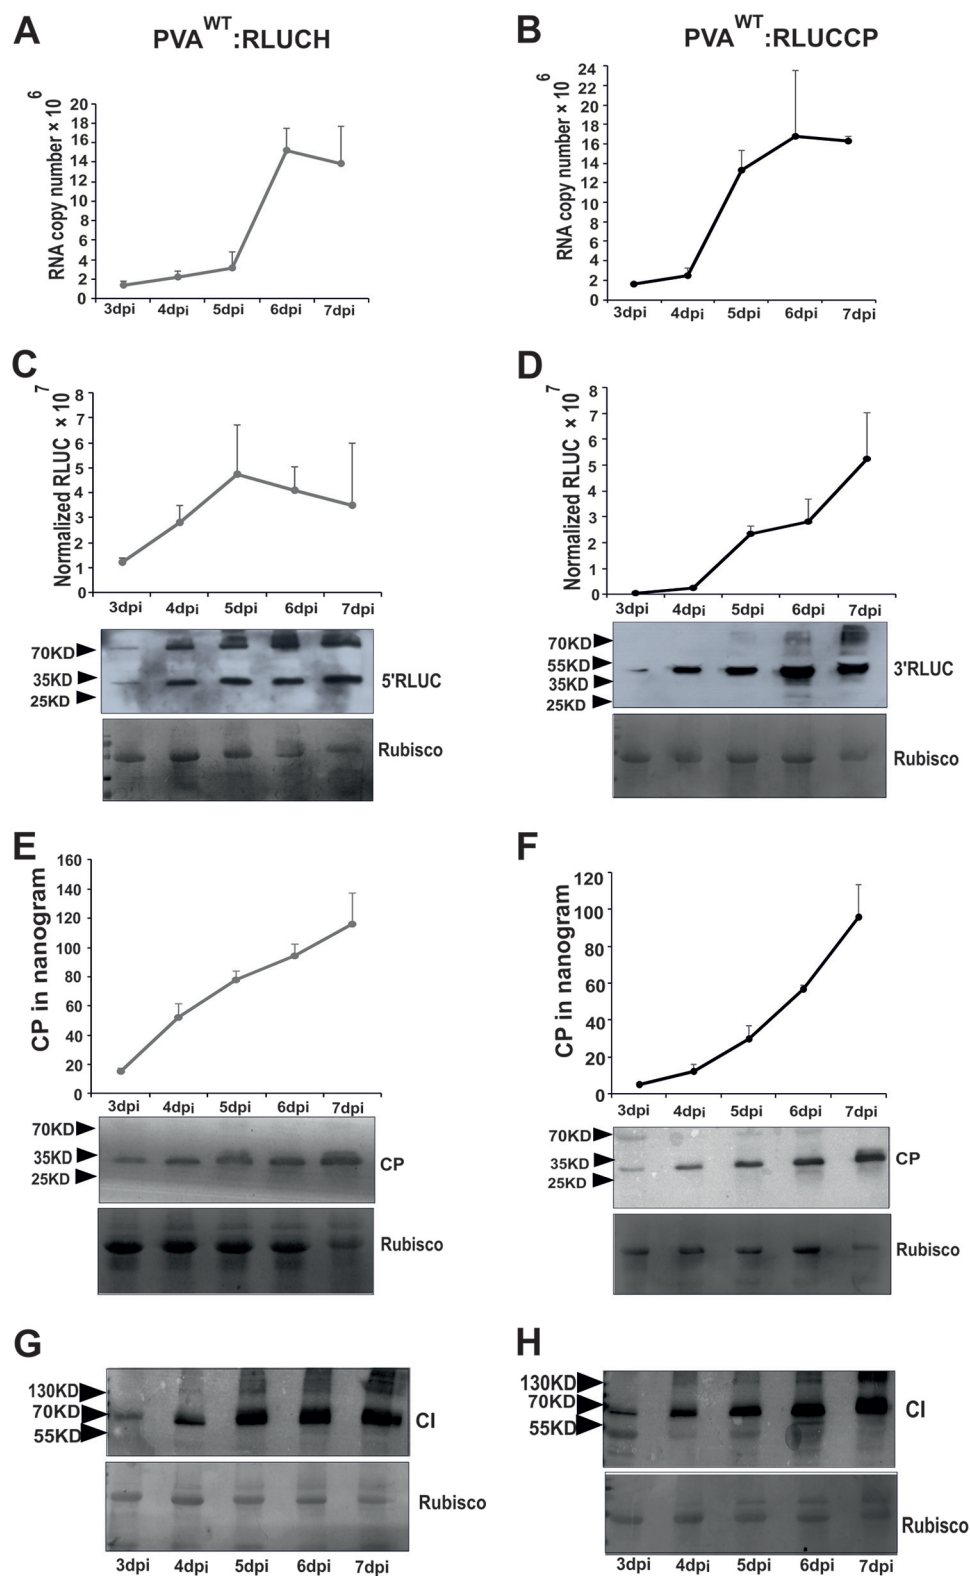 A
PVA^WT:RLUCH
RNA copy number × 10^6
20
18
16
14
12
10
8
6
4
2
0
3dpi 4dpi 5dpi 6dpi 7dpi
B
PVA^WT:RLUCCP
RNA copy number × 10^6
24
22
20
18
16
14
12
10
8
6
4
2
0
3dpi 4dpi 5dpi 6dpi 7dpi
C
Normalized RLUC × 10^7
8
7
6
5
4
3
2
1
0
3dpi 4dpi 5dpi 6dpi 7dpi
70KD
35KD
25KD
5'RLUC
Rubisco
D
Normalized RLUC × 10^7
8
7
6
5
4
3
2
1
0
3dpi 4dpi 5dpi 6dpi 7dpi
70KD
55KD
35KD
25KD
3'RLUC
Rubisco
E
CP in nanogram
160
140
120
100
80
60
40
20
0
3dpi 4dpi 5dpi 6dpi 7dpi
70KD
35KD
25KD
CP
Rubisco
F
CP in nanogram
120
100
80
60
40
20
0
3dpi 4dpi 5dpi 6dpi 7dpi
70KD
35KD
25KD
CP
Rubisco
G
130KD
70KD
55KD
CI
Rubisco
3dpi 4dpi 5dpi 6dpi 7dpi
H
130KD
70KD
55KD
CI
Rubisco
3dpi 4dpi 5dpi 6dpi 7dpi